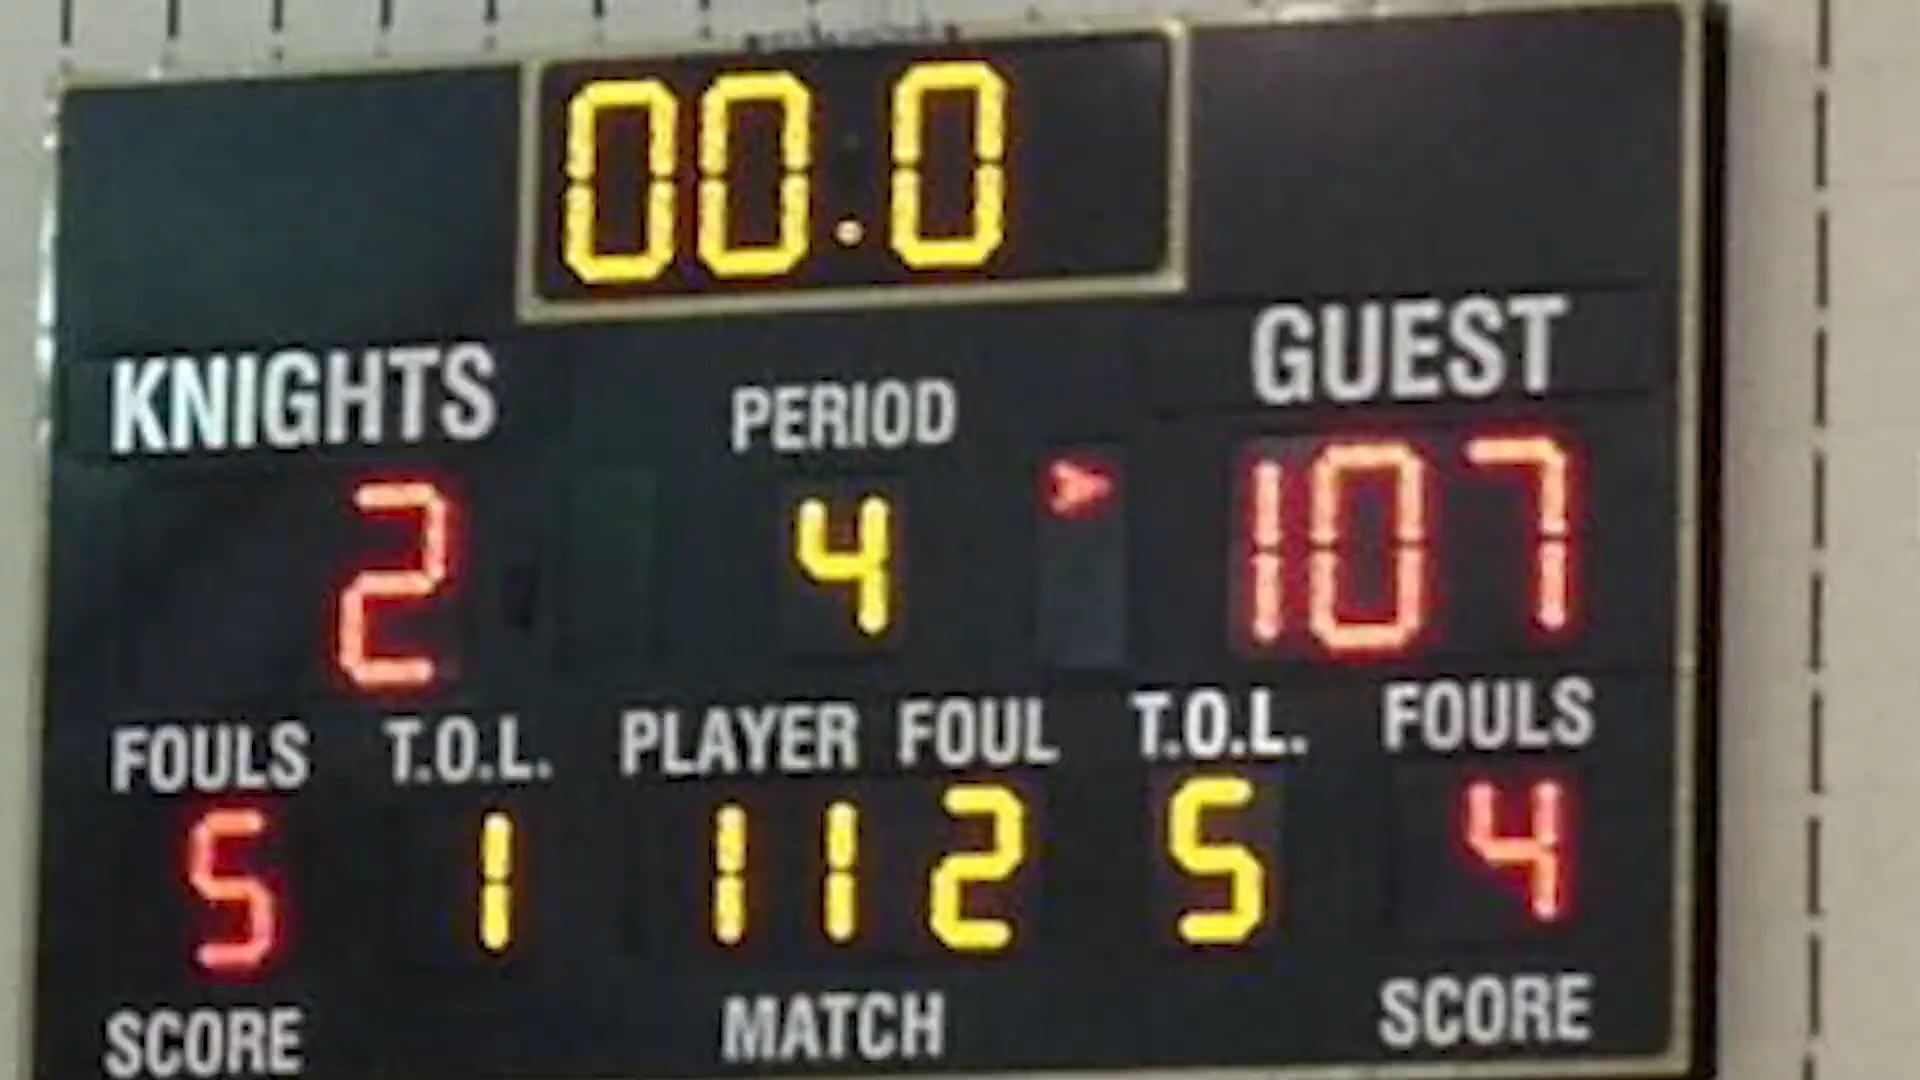 00.0
KNIGHTS PERIOD GUEST
2 4 107
FOULS T.O.L. PLAYER FOUL T.O.L. FOULS
5 1 11 2 5 4
SCORE MATCH SCORE